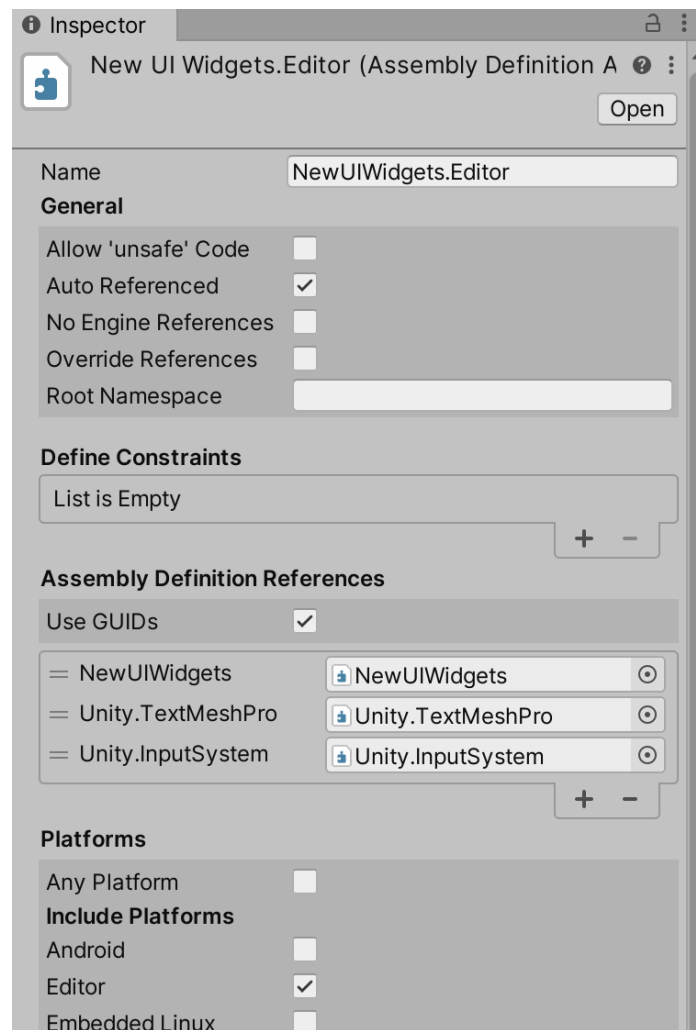 Inspector
New UI Widgets.Editor (Assembly Definition A
Open
Name NewUIWidgets.Editor
General
Allow 'unsafe' Code
Auto Referenced
No Engine References
Override References
Root Namespace
Define Constraints
List is Empty
Assembly Definition References
Use GUIDs
NewUIWidgets NewUIWidgets
Unity.TextMeshPro Unity.TextMeshPro
Unity.InputSystem Unity.InputSystem
Platforms
Any Platform
Include Platforms
Android
Editor
Embedded Linux